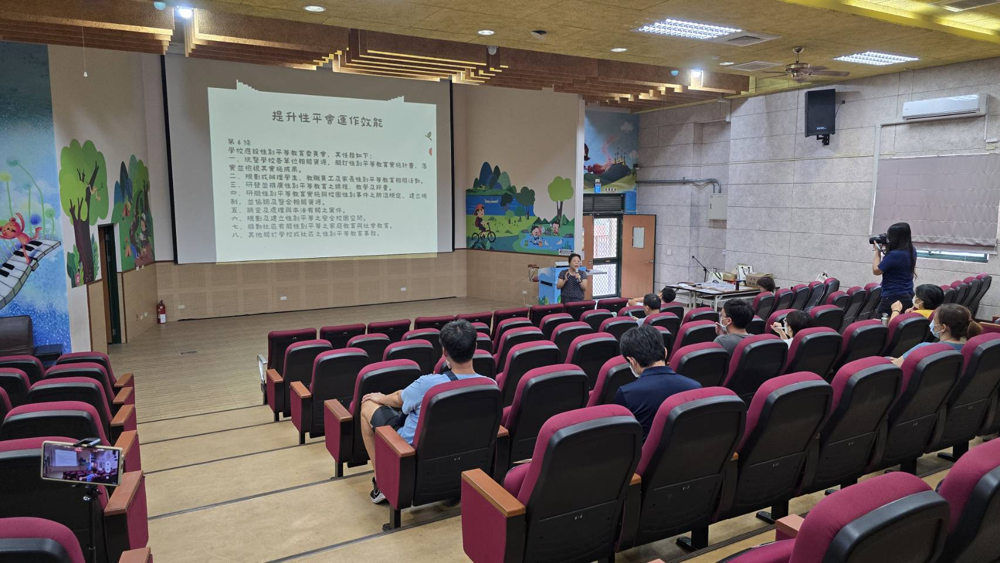 提升性平會運作效能
第 6 條
學校應設性別平等教育委員會，其任務如下：
一、統整學校各單位相關資源，擬訂性別平等教育實施計畫，落
實並檢視其實施成果。
二、規劃或辦理學生、教職員工及家長性別平等教育相關活動。
三、研發並推廣性別平等教育之課程、教學及評量。
四、研擬性別平等教育實施與校園性別事件之防治規定，建立機
制，並協調及整合相關資源。
五、調查及處理與本法有關之案件。
六、規劃及建立性別平等之安全校園空間。
七、推動社區有關性別平等之家庭教育與社會教育。
八、其他關於學校或社區之性別平等教育事務。